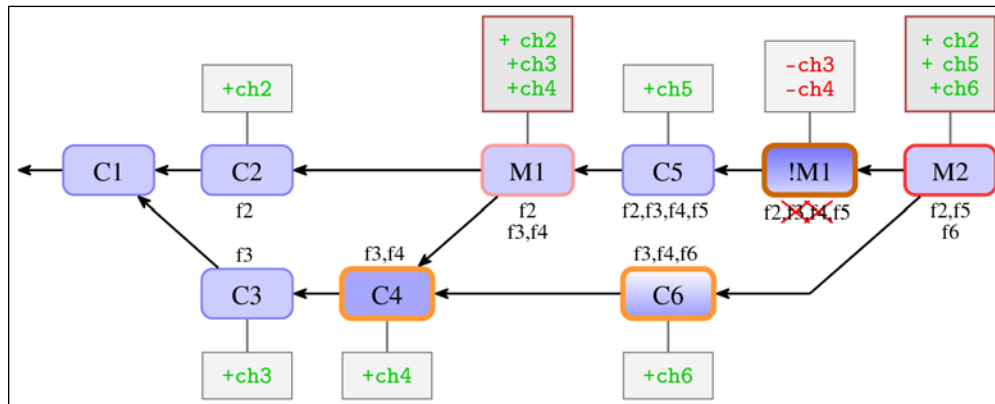 + ch2
+ch3
+ch4
-ch3
-ch4
+ ch2
+ ch5
+ch6
+ch2
+ch5
C1
C2
M1
C5
!M1
M2
f2
f2
f3,f4
f2,f3,f4,f5
f2,f3,f4,f5
f2,f5
f6
f3
f3,f4
f3,f4,f6
C3
C4
C6
+ch3
+ch4
+ch6